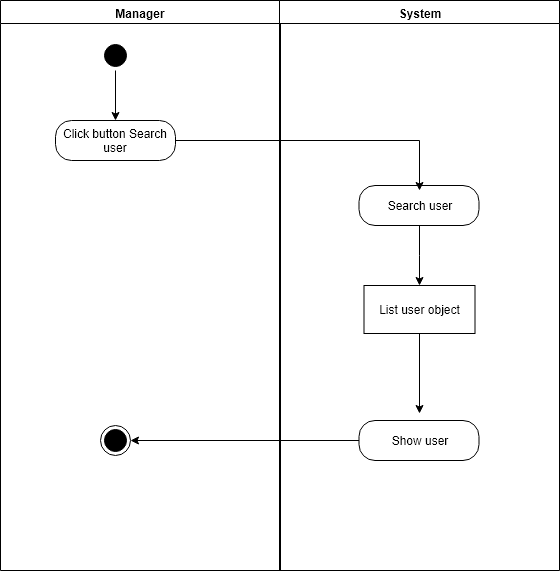 Manager
System
Click button Search
user
Search user
List user object
Show user